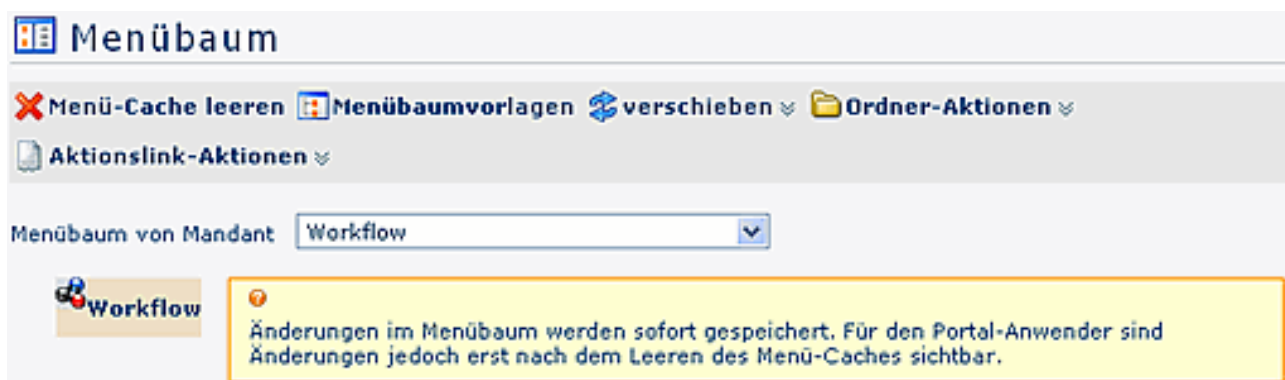 Menübaum
Menü-Cache leeren Menübaumvorlagen verschieben Ordner-Aktionen
Aktionslink-Aktionen
Menübaum von Mandant Workflow
Workflow
Änderungen im Menübaum werden sofort gespeichert. Für den Portal-Anwender sind
Änderungen jedoch erst nach dem Leeren des Menü-Caches sichtbar.